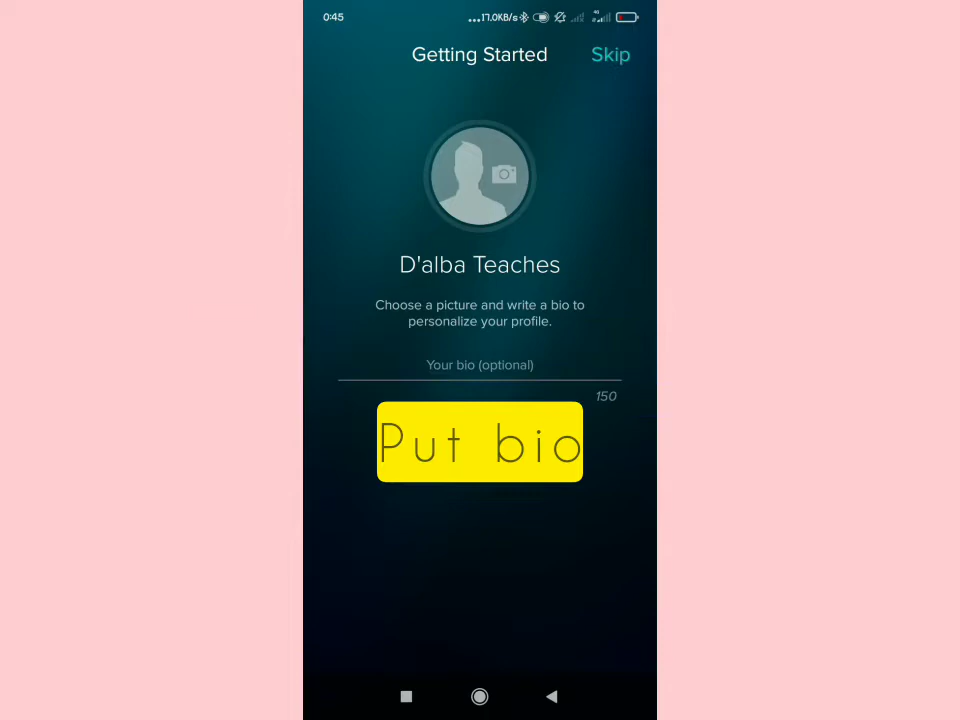 0:45
...17.0KB/s
4G
Getting Started
Skip
D'alba Teaches
Choose a picture and write a bio to
personalize your profile.
Your bio (optional)
150
Put bio